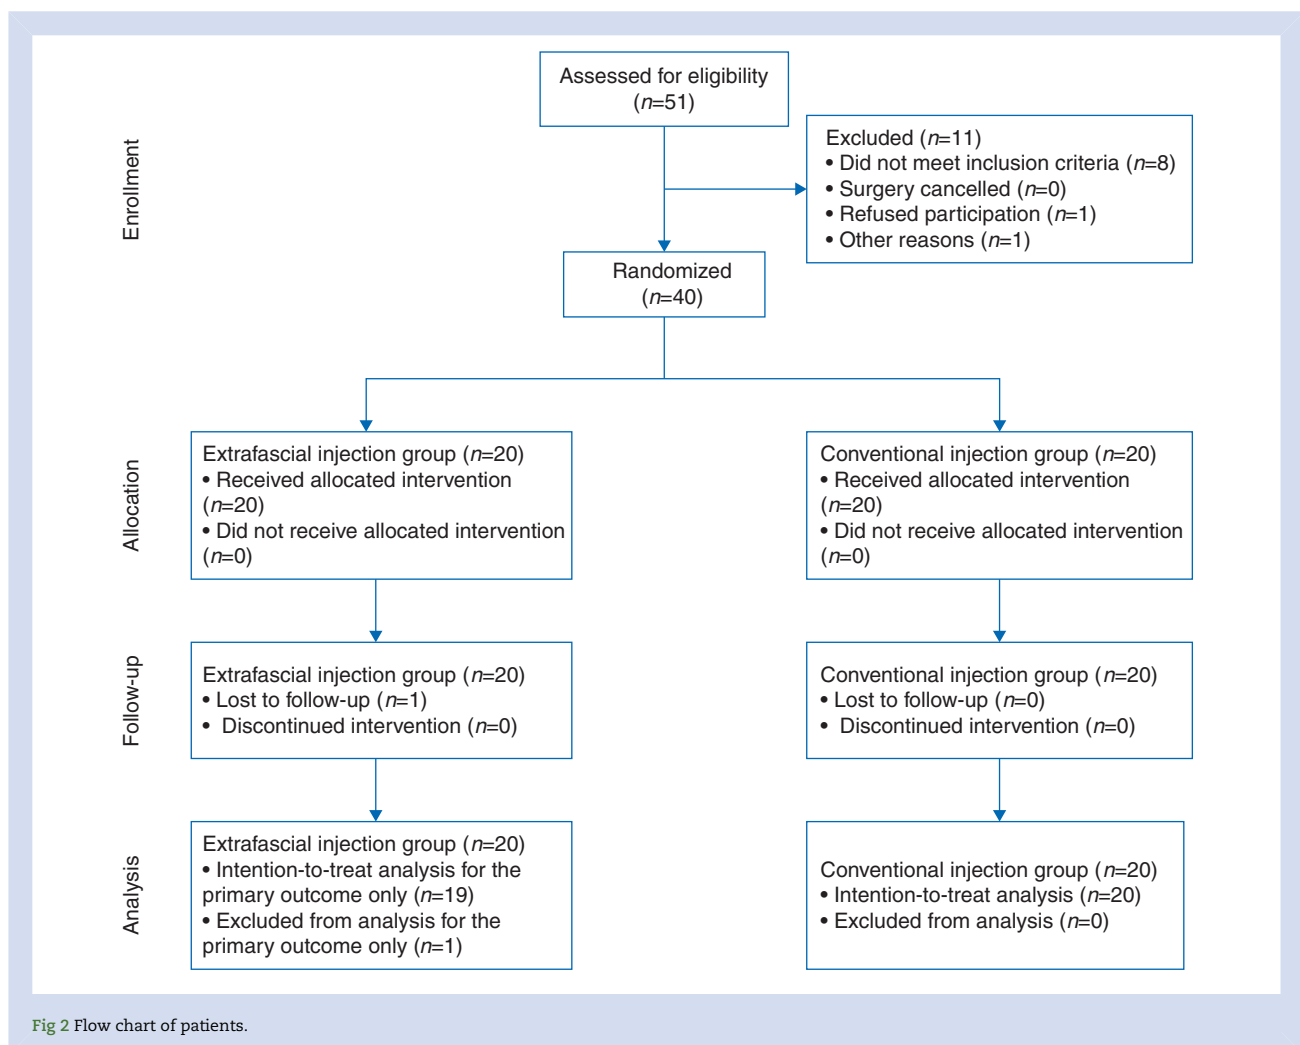 Assessed for eligibility
(n=51)
Enrollment
Excluded (n=11)
• Did not meet inclusion criteria (n=8)
• Surgery cancelled (n=0)
• Refused participation (n=1)
• Other reasons (n=1)
Randomized
(n=40)
Allocation
Extrafascial injection group (n=20)
• Received allocated intervention
(n=20)
• Did not receive allocated intervention
(n=0)
Conventional injection group (n=20)
• Received allocated intervention
(n=20)
• Did not receive allocated intervention
(n=0)
Follow-up
Extrafascial injection group (n=20)
• Lost to follow-up (n=1)
• Discontinued intervention (n=0)
Conventional injection group (n=20)
• Lost to follow-up (n=0)
• Discontinued intervention (n=0)
Analysis
Extrafascial injection group (n=20)
• Intention-to-treat analysis for the
primary outcome only (n=19)
• Excluded from analysis for the
primary outcome only (n=1)
Conventional injection group (n=20)
• Intention-to-treat analysis (n=20)
• Excluded from analysis (n=0)
Fig 2 Flow chart of patients.